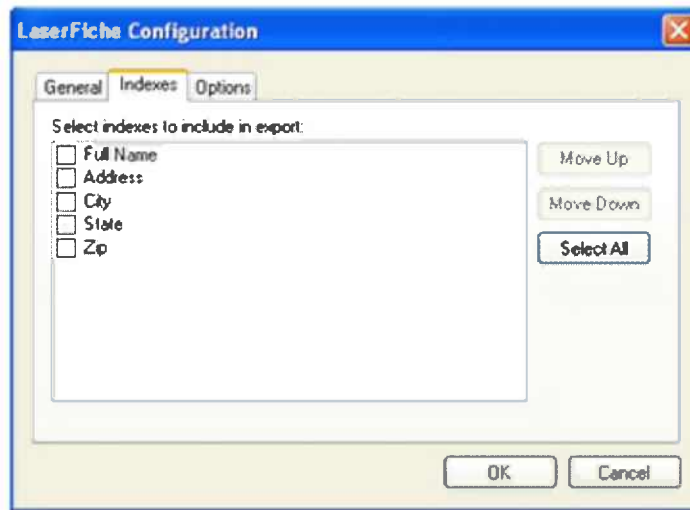 LaserFiche Configuration
General Indexes Options
Select indexes to include in export:
Full Name
Address
City
State
Zip
Move Up
Move Down
Select All
OK Cancel